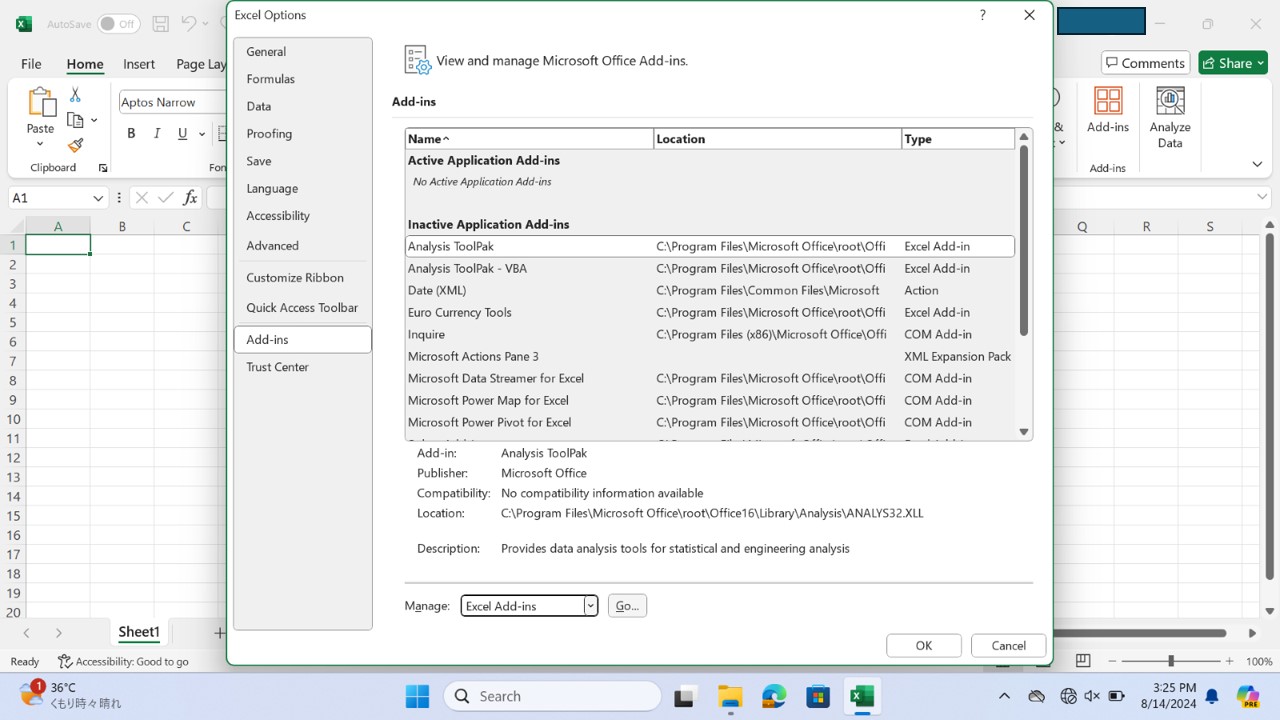 AutoSave Off
Excel Options
?
File Home Insert Page Lay
Comments Share
General
Formulas
Data
Proofing
Save
Language
Accessibility
Advanced
Customize Ribbon
Quick Access Toolbar
Add-ins
Trust Center
View and manage Microsoft Office Add-ins.
Add-ins
Name Location Type
Active Application Add-ins
No Active Application Add-ins
Inactive Application Add-ins
Analysis ToolPak C:\Program Files\Microsoft Office\root\Offi Excel Add-in
Analysis ToolPak - VBA C:\Program Files\Microsoft Office\root\Offi Excel Add-in
Date (XML) C:\Program Files\Common Files\Microsoft Action
Euro Currency Tools C:\Program Files\Microsoft Office\root\Offi Excel Add-in
Inquire C:\Program Files (x86)\Microsoft Office\Offi COM Add-in
Microsoft Actions Pane 3 XML Expansion Pack
Microsoft Data Streamer for Excel C:\Program Files\Microsoft Office\root\Offi COM Add-in
Microsoft Power Map for Excel C:\Program Files\Microsoft Office\root\Offi COM Add-in
Microsoft Power Pivot for Excel C:\Program Files\Microsoft Office\root\Offi COM Add-in
Add-in: Analysis ToolPak
Publisher: Microsoft Office
Compatibility: No compatibility information available
Location: C:\Program Files\Microsoft Office\root\Office16\Library\Analysis\ANALYS32.XLL
Description: Provides data analysis tools for statistical and engineering analysis
Manage: Excel Add-ins Go...
OK Cancel
Paste
Aptos Narrow
B I U
Clipboard Fon
&
Add-ins
Analyze
Data
Add-ins
A1 fx
A B C Q R S
1
2
3
4
5
6
7
8
9
10
11
12
13
14
15
16
17
18
19
20
Sheet1
Ready Accessibility: Good to go 100%
1 36°C
くもり時々晴れ
Search
3:25 PM
8/14/2024
PRE